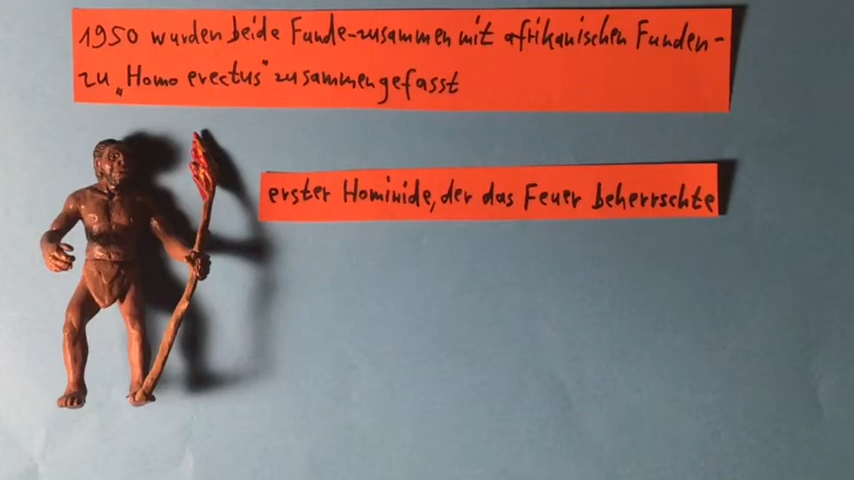 1950 wurden beide Funde-zusammen mit afrikanischen Funden-
zu „Homo erectus" zusammengefasst
erster Hominide, der das Feuer beherrschte